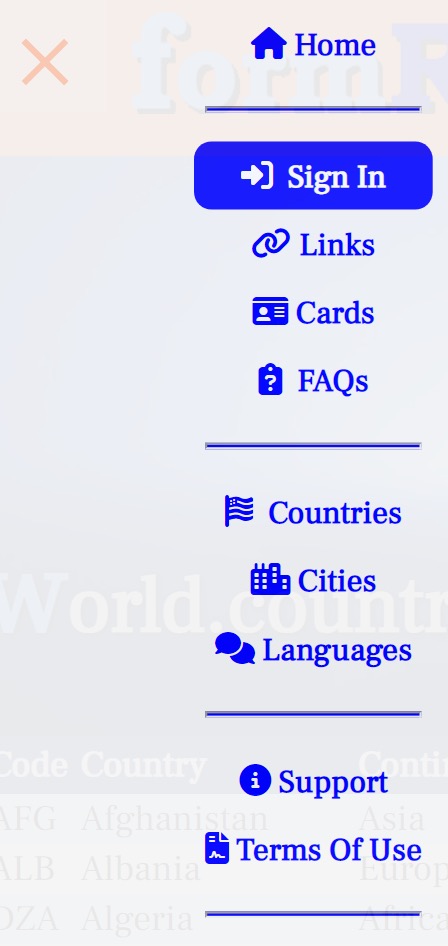 formR
Home
Sign In
Links
Cards
FAQs
Countries
Cities
World.countr
Languages
Code Country Contin
Support
AFG Afghanistan Asia
Terms Of Use
ALB Albania Europ
DZA Algeria Africa